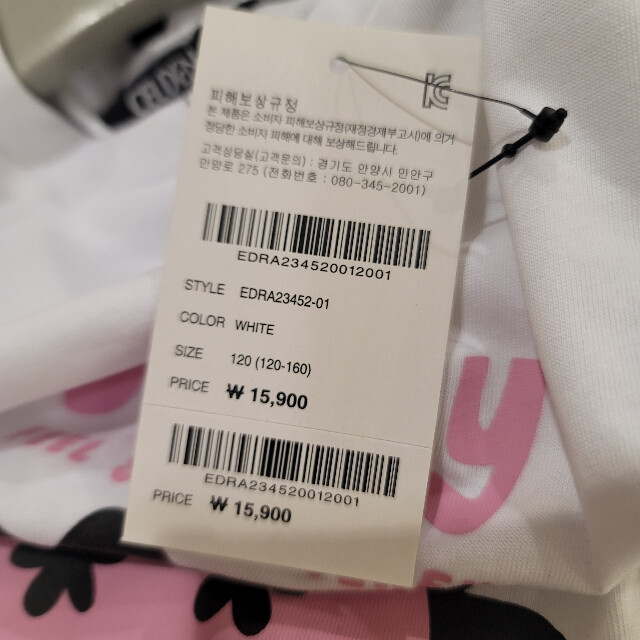 피해보상규정
본 제품은 소비자 피해보상규정(재정경제부고시)에 의거
정당한 소비자 피해에 대해 보상해드립니다.
고객상담실(고객문의) : 경기도 안양시 만안구
안양로 275 (전화번호 : 080-345-2001)
EDRA234520012001
STYLE EDRA23452-01
COLOR WHITE
SIZE 120 (120-160)
PRICE ₩ 15,900
EDRA234520012001
PRICE ₩ 15,900
y